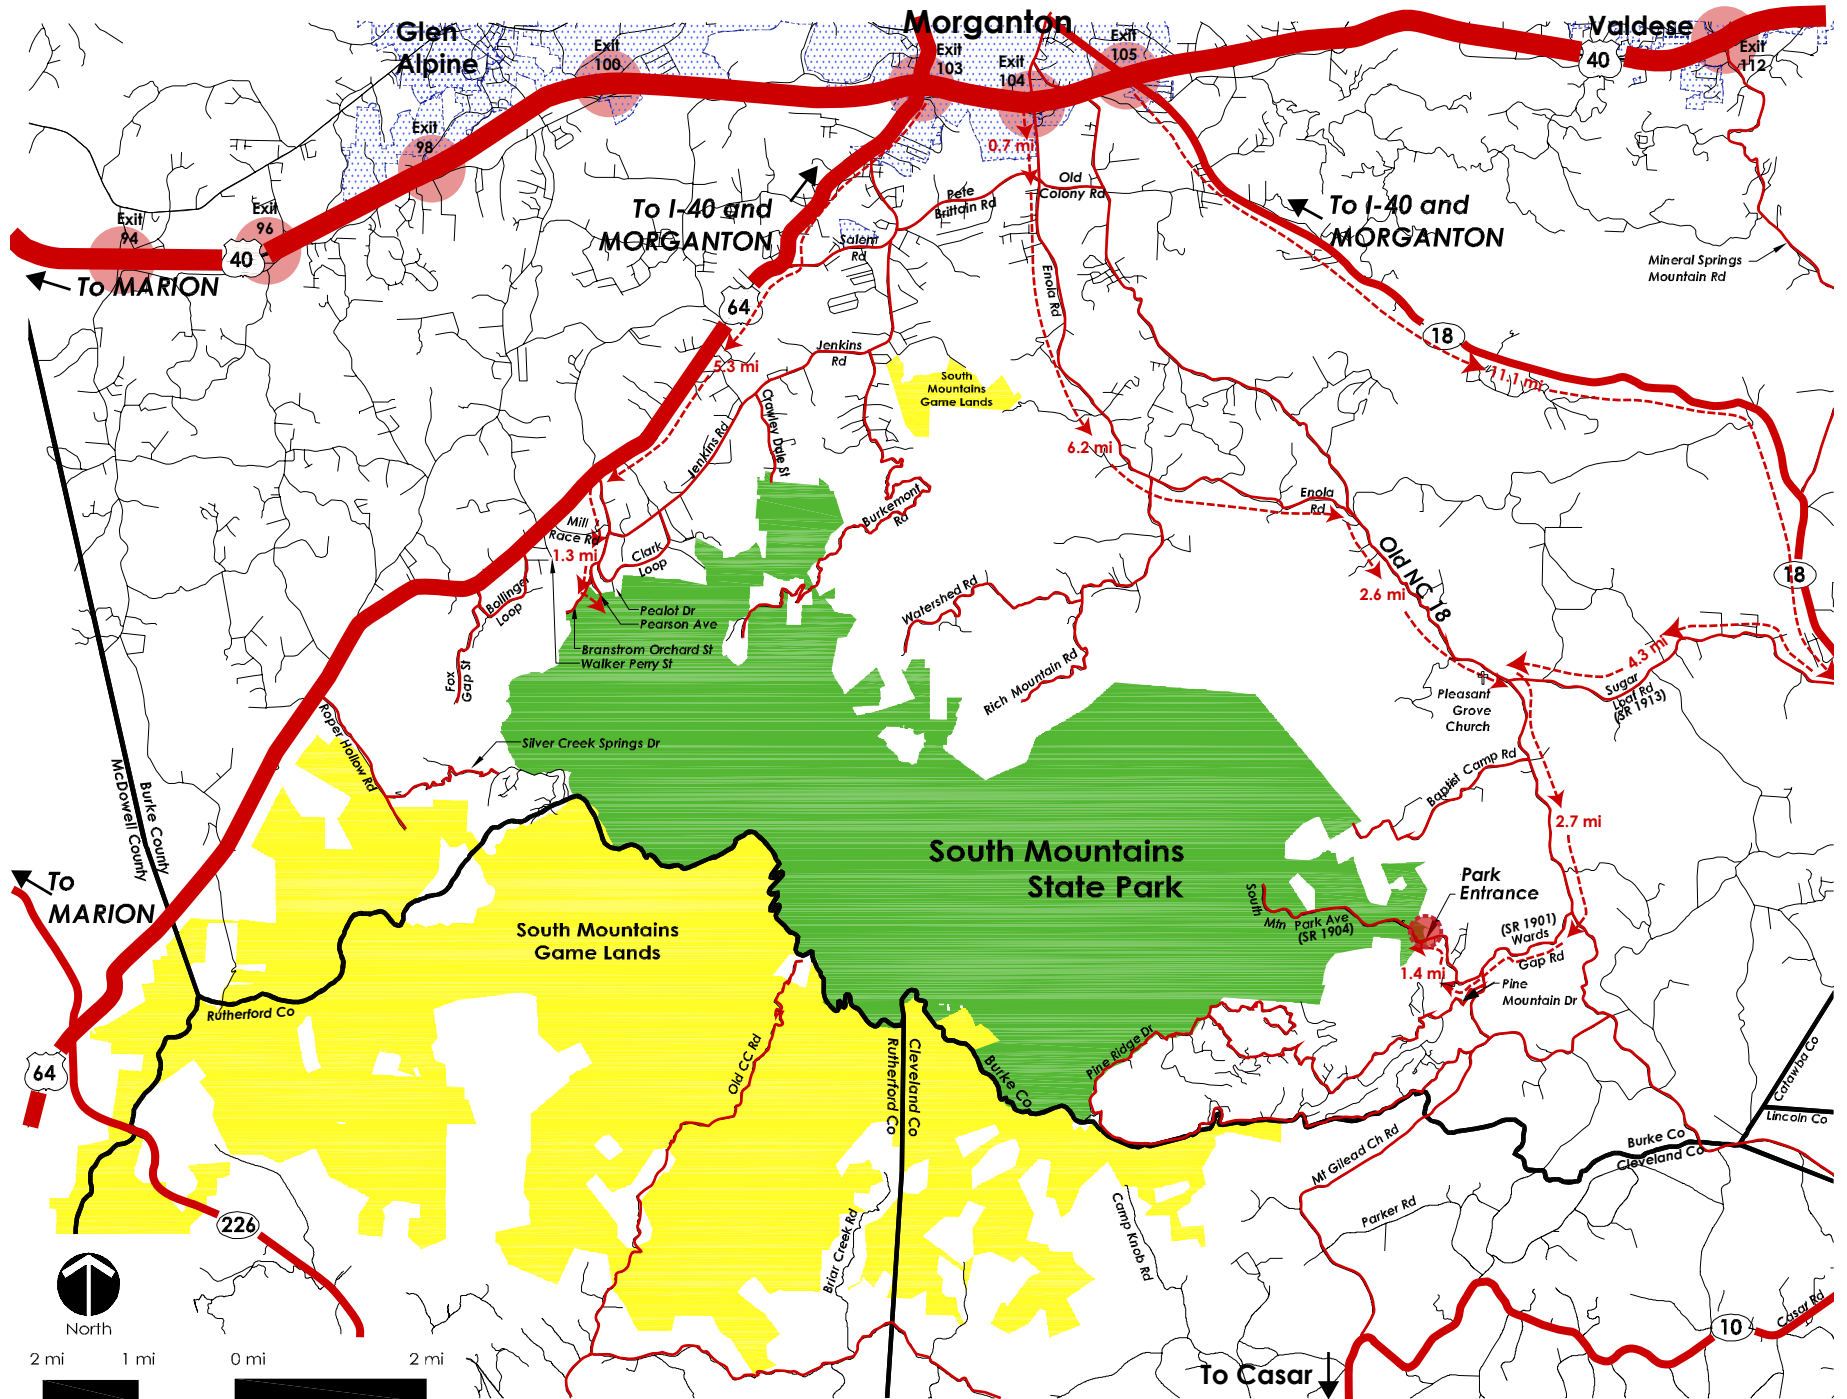 Morganton
Glen
Alpine
Valdese
Exit
100
Exit
103
Exit
104
Exit
105
Exit
112
40
Exit
98
0.7 mi
Exit
94
Exit
96
40
To MARION
To I-40 and
MORGANTON
Pete
Brittain Rd
Old
Colony Rd
To I-40 and
MORGANTON
Salem
Rd
Mineral Springs
Mountain Rd
Enola Rd
64
18
Jenkins
Rd
5.3 mi
11.1 mi
South
Mountains
Game Lands
Crawley Dale St
Jenkins Rd
6.2 mi
Burkemont
Rd
Enola
Rd
Mill
Race Rd
1.3 mi
Clark
Loop
Old NC 18
18
Bollinger
Loop
Pealot Dr
Pearson Ave
Branstrom Orchard St
Walker Perry St
Watershed Rd
2.6 mi
Fox
Gap St
Rich Mountain Rd
4.3 mi
Sugar
Loaf Rd
(SR 1913)
Pleasant
Grove
Church
Roper Hollow Rd
Silver Creek Springs Dr
Baptist Camp Rd
Burke County
McDowell County
2.7 mi
South Mountains
State Park
Park
Entrance
To
MARION
South
Mtn Park Ave
(SR 1904)
(SR 1901)
Wards
Gap Rd
South Mountains
Game Lands
1.4 mi
Pine
Mountain Dr
Rutherford Co
Old CC Rd
Rutherford Co
Cleveland Co
Burke Co
Pine Ridge Dr
64
Catawba Co
Lincoln Co
Mt Gilead Ch Rd
Burke Co
Cleveland Co
226
Briar Creek Rd
Camp Knob Rd
Parker Rd
North
10
Casar Rd
2 mi
1 mi
0 mi
2 mi
To Casar